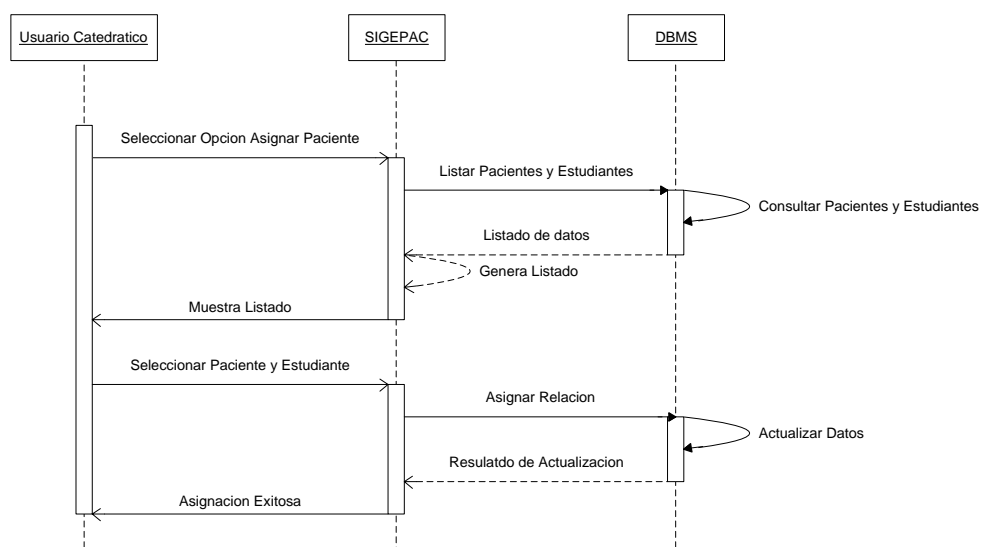 Usuario Catedratico
SIGEPAC
DBMS
Seleccionar Opcion Asignar Paciente
Listar Pacientes y Estudiantes
Consultar Pacientes y Estudiantes
Listado de datos
Genera Listado
Muestra Listado
Seleccionar Paciente y Estudiante
Asignar Relacion
Actualizar Datos
Resulatdo de Actualizacion
Asignacion Exitosa